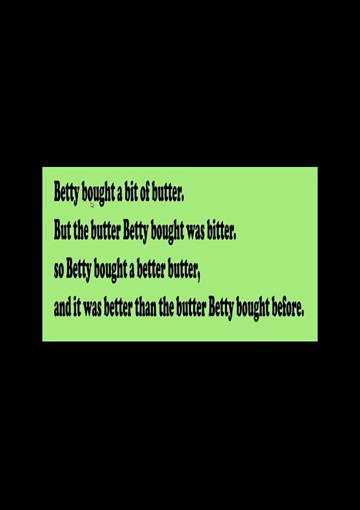 Betty bought a bit of butter.
But the butter Betty bought was bitter.
so Betty bought a better butter,
and it was better than the butter Betty bought before.